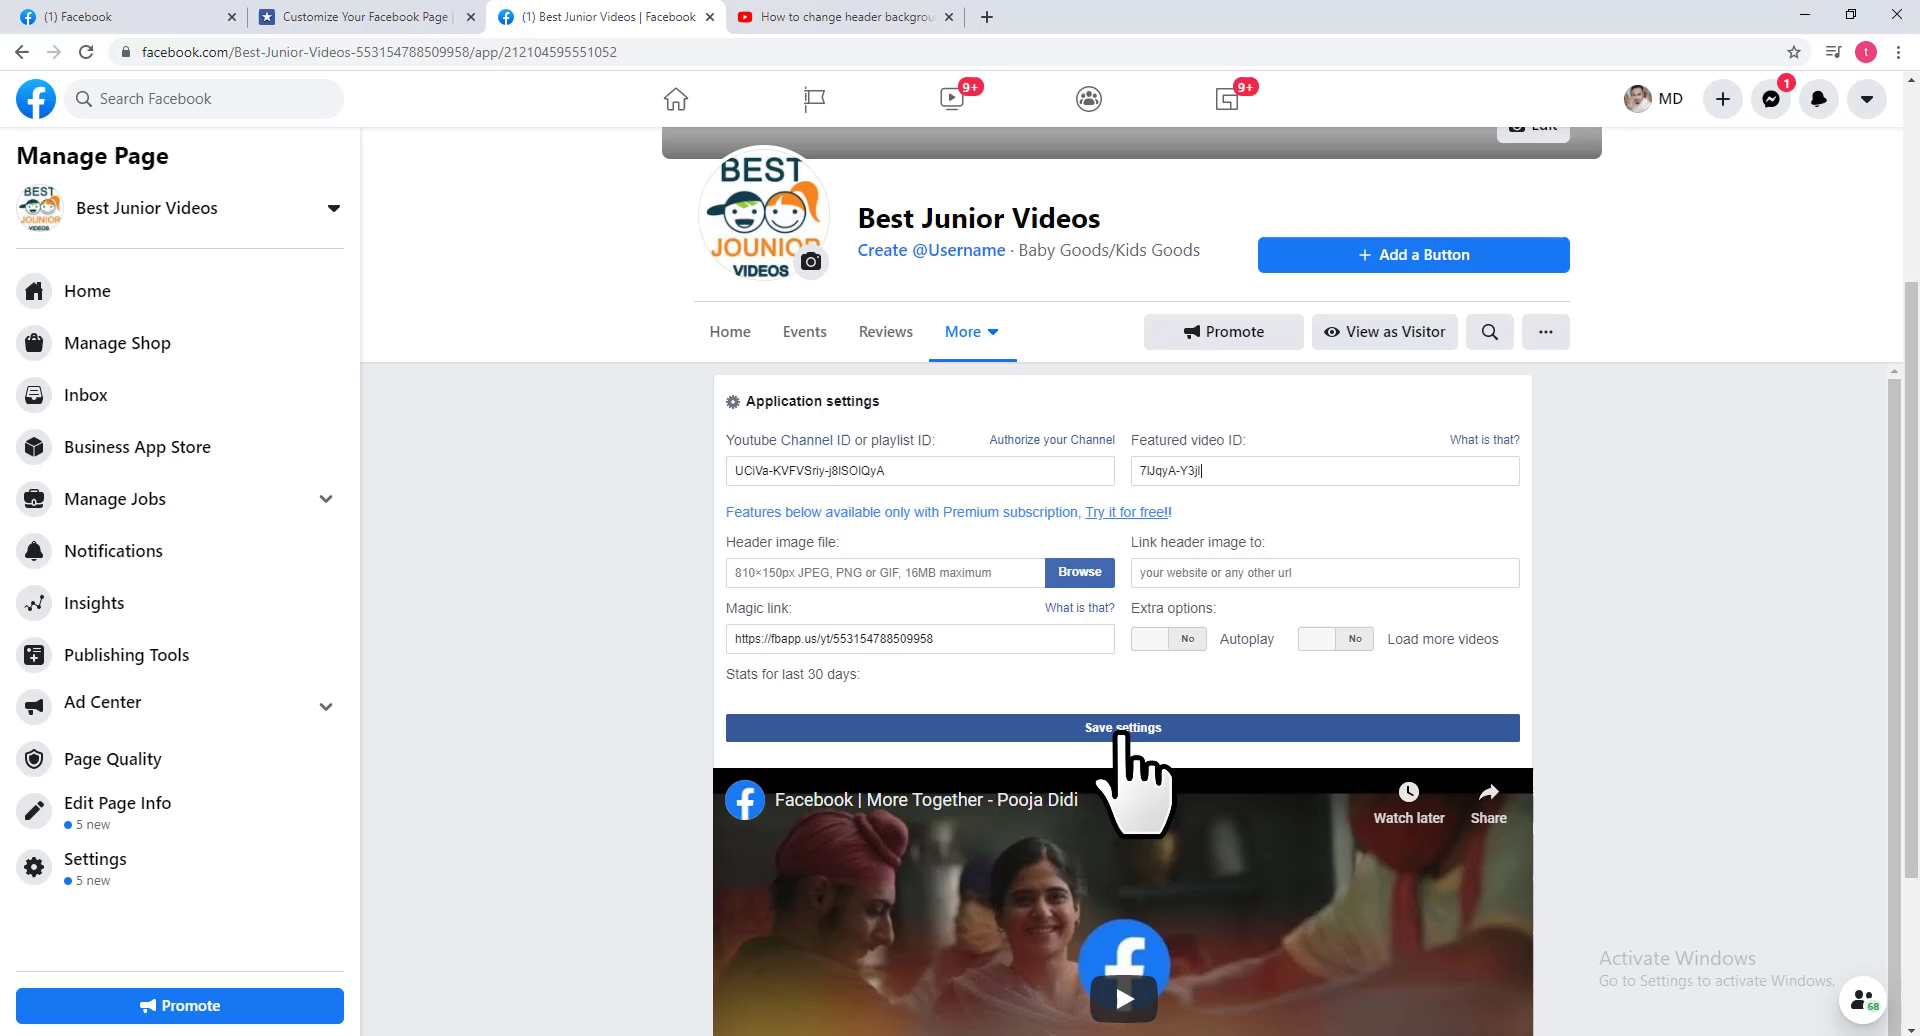 (1) Facebook
Customize Your Facebook Page |
(1) Best Junior Videos | Facebook
How to change header backgrou
facebook.com/Best-Junior-Videos-553154788509958/app/212104595551052
t
Search Facebook
9+
9+
MD
1
Manage Page
BEST
JOUNIOR
VIDEOS
Best Junior Videos
Home
Manage Shop
Inbox
Business App Store
Manage Jobs
Notifications
Insights
Publishing Tools
Ad Center
Page Quality
Edit Page Info
5 new
Settings
5 new
Promote
Edit
BEST
JOUNIOR
VIDEOS
Best Junior Videos
Create @Username · Baby Goods/Kids Goods
+ Add a Button
Home Events Reviews More
Promote
View as Visitor
Application settings
Youtube Channel ID or playlist ID: Authorize your Channel
Featured video ID: What is that?
UCiVa-KVFVSriy-j8ISOIQyA
7IJqyA-Y3jI
Features below available only with Premium subscription, Try it for free!!
Header image file:
Link header image to:
810×150px JPEG, PNG or GIF, 16MB maximum
Browse
your website or any other url
Magic link: What is that?
Extra options:
https://fbapp.us/yt/553154788509958
No Autoplay
No Load more videos
Stats for last 30 days:
Save settings
Facebook | More Together - Pooja Didi
Watch later
Share
Activate Windows
Go to Settings to activate Windows.
68